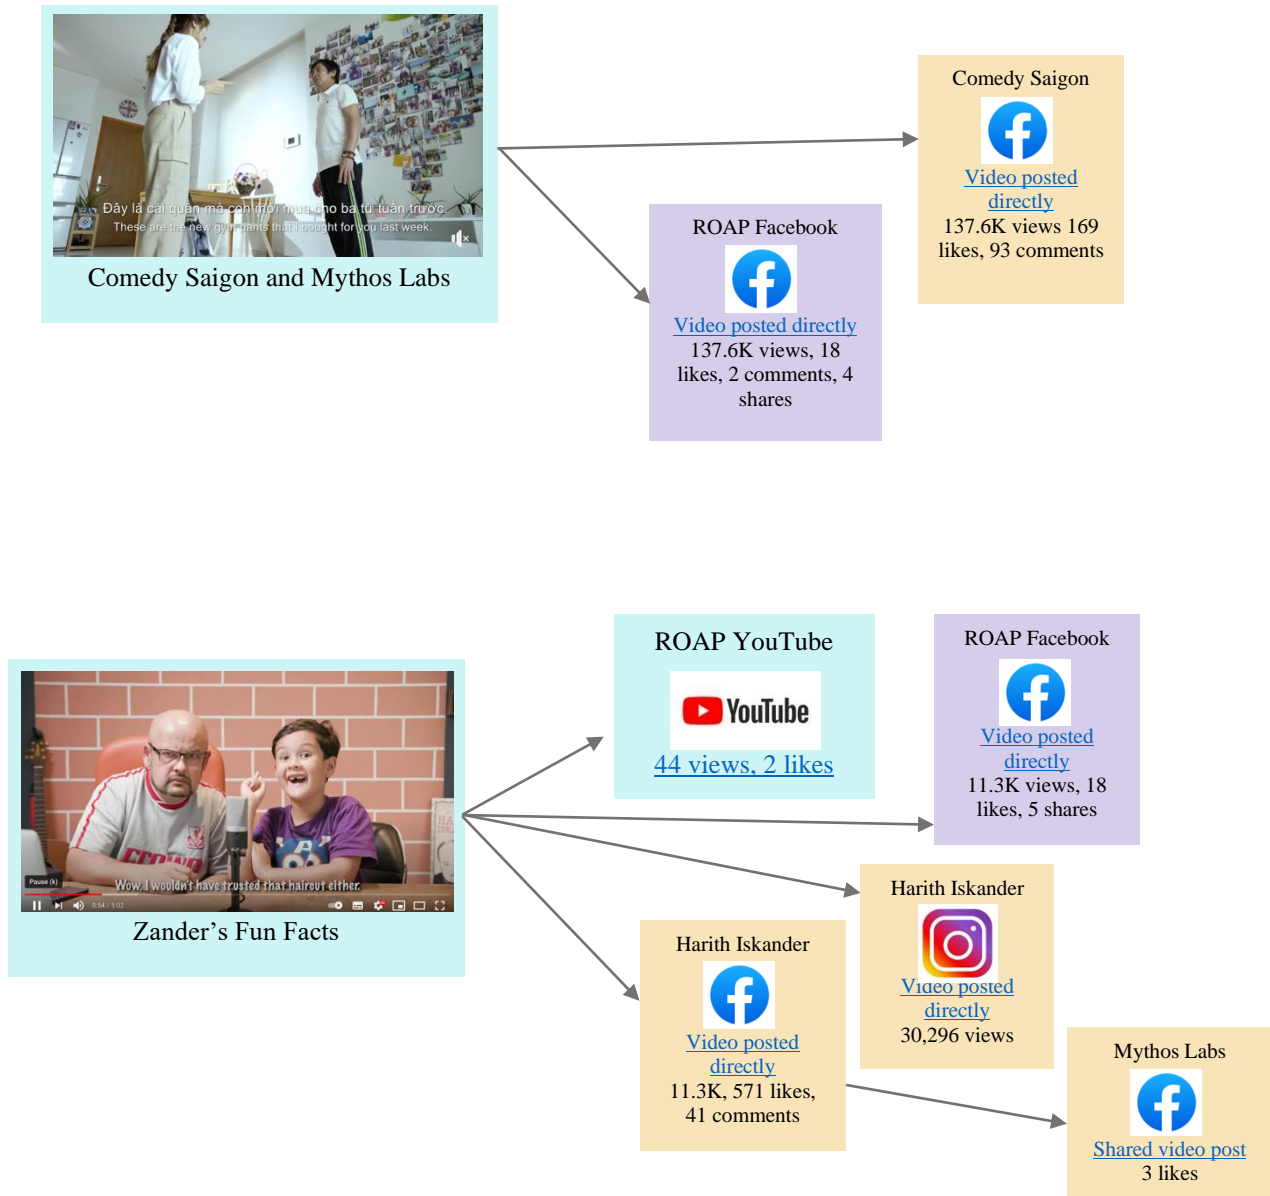 Đây là cái quần mà con mới mua cho ba từ tuần trước.
These are the new gym pants that I bought for you last week.
Comedy Saigon and Mythos Labs
Comedy Saigon
Video posted
directly
137.6K views 169
likes, 93 comments
ROAP Facebook
Video posted directly
137.6K views, 18
likes, 2 comments, 4
shares
ROAP YouTube
YouTube
44 views, 2 likes
ROAP Facebook
Video posted
directly
11.3K views, 18
likes, 5 shares
Pause (k)
Wow, I wouldn't have trusted that haircut either.
0:54 / 5:02
Zander’s Fun Facts
Harith Iskander
Video posted
directly
30,296 views
Harith Iskander
Video posted
directly
11.3K, 571 likes,
41 comments
Mythos Labs
Shared video post
3 likes